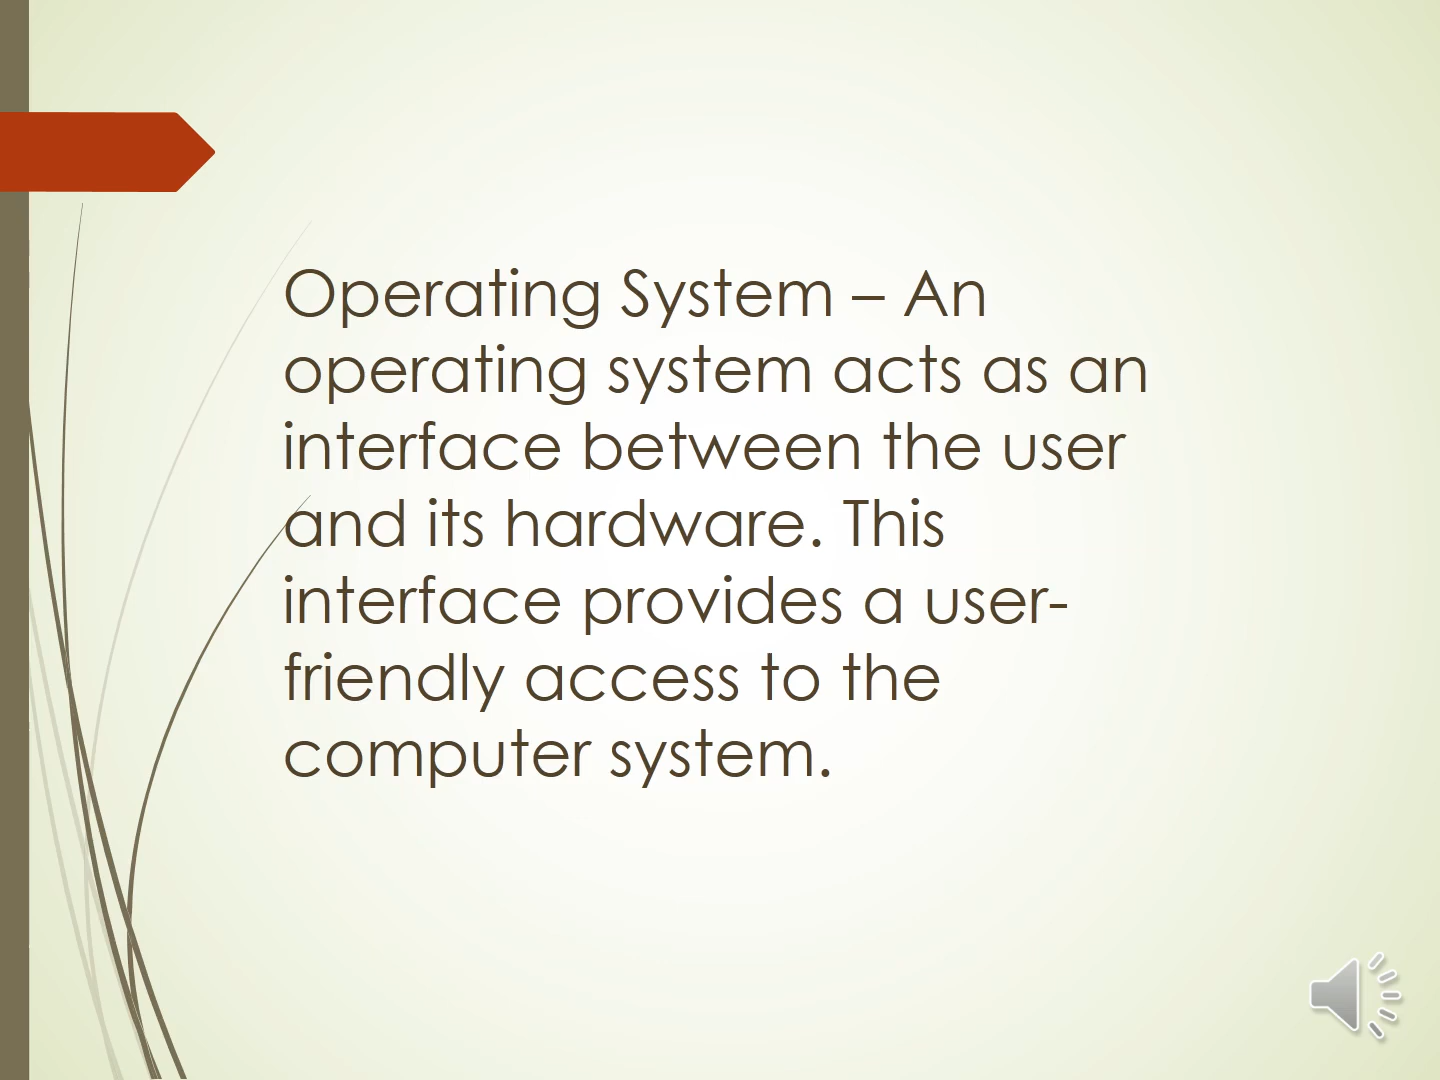 Operating System – An
operating system acts as an
interface between the user
and its hardware. This
interface provides a user-
friendly access to the
computer system.